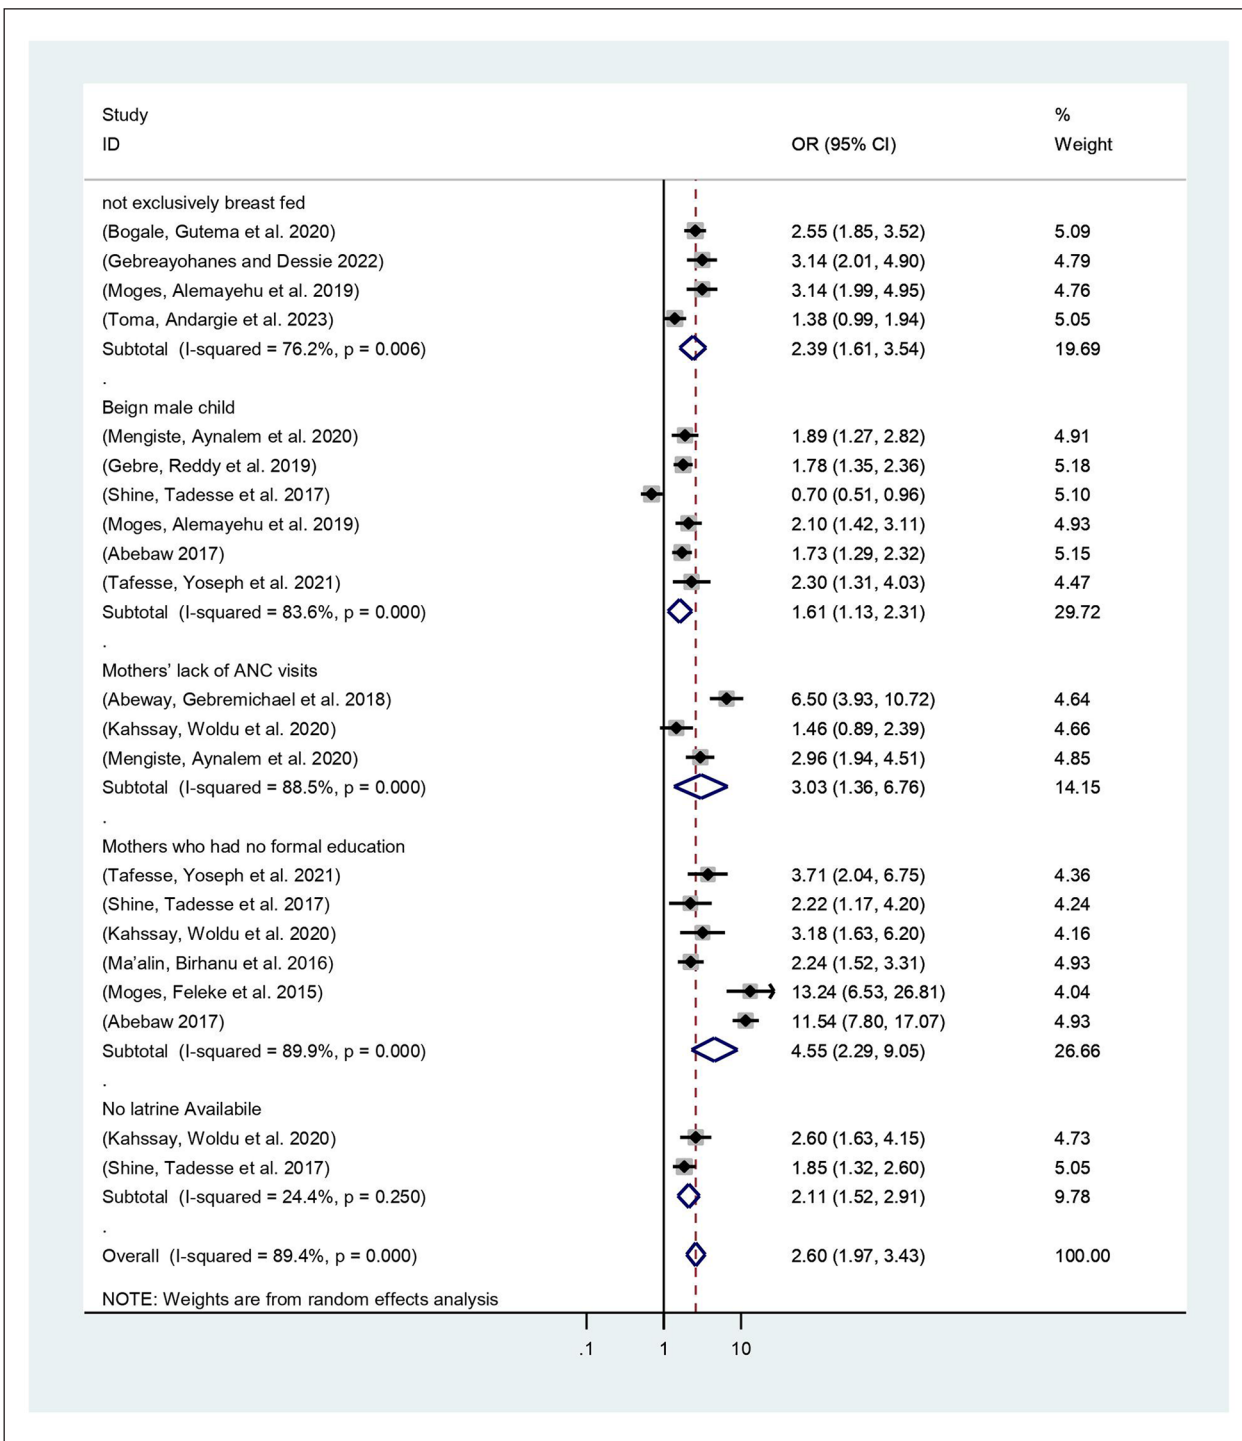 Study %
ID OR (95% CI) Weight
not exclusively breast fed
(Bogale, Gutema et al. 2020) 2.55 (1.85, 3.52) 5.09
(Gebreayohanes and Dessie 2022) 3.14 (2.01, 4.90) 4.79
(Moges, Alemayehu et al. 2019) 3.14 (1.99, 4.95) 4.76
(Toma, Andargie et al. 2023) 1.38 (0.99, 1.94) 5.05
Subtotal (I-squared = 76.2%, p = 0.006) 2.39 (1.61, 3.54) 19.69
.
Beign male child
(Mengiste, Aynalem et al. 2020) 1.89 (1.27, 2.82) 4.91
(Gebre, Reddy et al. 2019) 1.78 (1.35, 2.36) 5.18
(Shine, Tadesse et al. 2017) 0.70 (0.51, 0.96) 5.10
(Moges, Alemayehu et al. 2019) 2.10 (1.42, 3.11) 4.93
(Abebaw 2017) 1.73 (1.29, 2.32) 5.15
(Tafesse, Yoseph et al. 2021) 2.30 (1.31, 4.03) 4.47
Subtotal (I-squared = 83.6%, p = 0.000) 1.61 (1.13, 2.31) 29.72
.
Mothers’ lack of ANC visits
(Abeway, Gebremichael et al. 2018) 6.50 (3.93, 10.72) 4.64
(Kahssay, Woldu et al. 2020) 1.46 (0.89, 2.39) 4.66
(Mengiste, Aynalem et al. 2020) 2.96 (1.94, 4.51) 4.85
Subtotal (I-squared = 88.5%, p = 0.000) 3.03 (1.36, 6.76) 14.15
.
Mothers who had no formal education
(Tafesse, Yoseph et al. 2021) 3.71 (2.04, 6.75) 4.36
(Shine, Tadesse et al. 2017) 2.22 (1.17, 4.20) 4.24
(Kahssay, Woldu et al. 2020) 3.18 (1.63, 6.20) 4.16
(Ma’alin, Birhanu et al. 2016) 2.24 (1.52, 3.31) 4.93
(Moges, Feleke et al. 2015) 13.24 (6.53, 26.81) 4.04
(Abebaw 2017) 11.54 (7.80, 17.07) 4.93
Subtotal (I-squared = 89.9%, p = 0.000) 4.55 (2.29, 9.05) 26.66
.
No latrine Availabile
(Kahssay, Woldu et al. 2020) 2.60 (1.63, 4.15) 4.73
(Shine, Tadesse et al. 2017) 1.85 (1.32, 2.60) 5.05
Subtotal (I-squared = 24.4%, p = 0.250) 2.11 (1.52, 2.91) 9.78
.
Overall (I-squared = 89.4%, p = 0.000) 2.60 (1.97, 3.43) 100.00
NOTE: Weights are from random effects analysis
.1 1 10